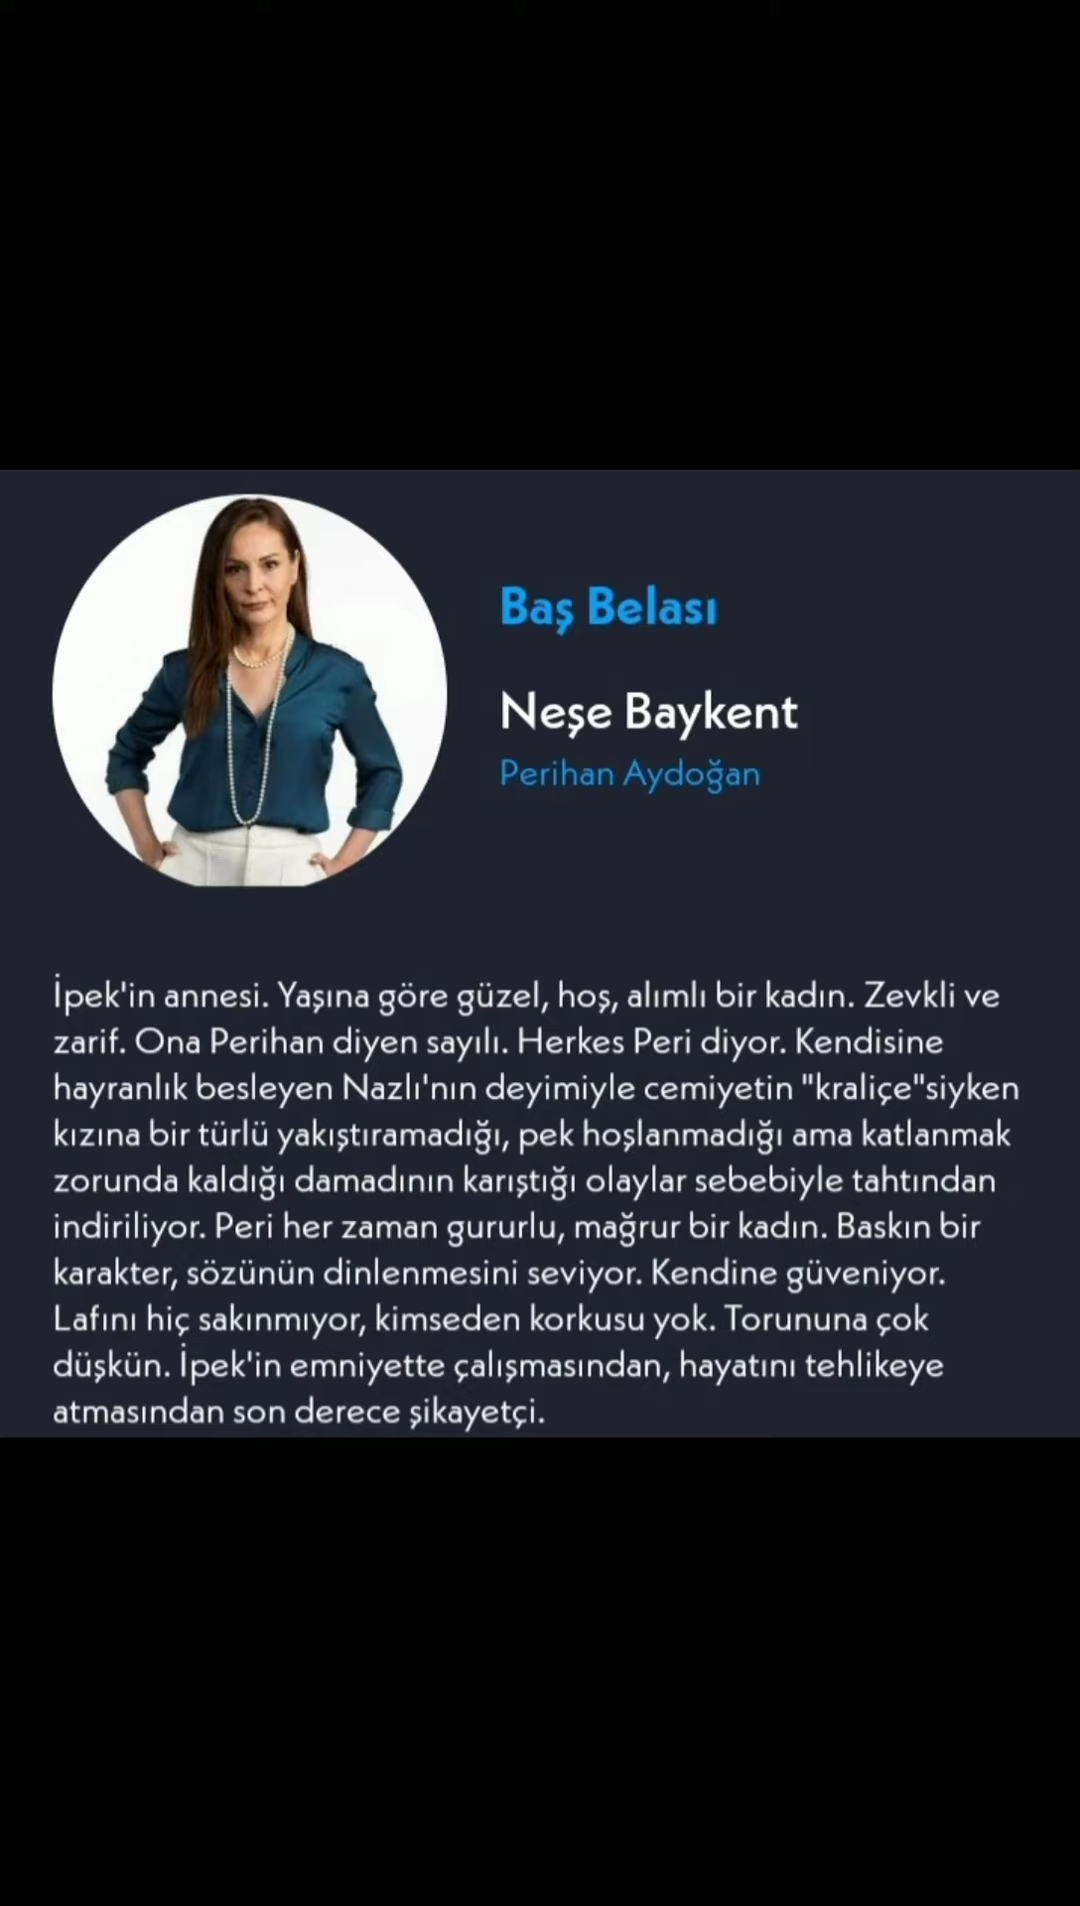 Baş Belası
Neşe Baykent
Perihan Aydoğan
İpek'in annesi. Yaşına göre güzel, hoş, alımlı bir kadın. Zevkli ve
zarif. Ona Perihan diyen sayılı. Herkes Peri diyor. Kendisine
hayranlık besleyen Nazlı'nın deyimiyle cemiyetin "kraliçe"siyken
kızına bir türlü yakıştıramadığı, pek hoşlanmadığı ama katlanmak
zorunda kaldığı damadının karıştığı olaylar sebebiyle tahtından
indiriliyor. Peri her zaman gururlu, mağrur bir kadın. Baskın bir
karakter, sözünün dinlenmesini seviyor. Kendine güveniyor.
Lafını hiç sakınmıyor, kimseden korkusu yok. Torununa çok
düşkün. İpek'in emniyette çalışmasından, hayatını tehlikeye
atmasından son derece şikayetçi.